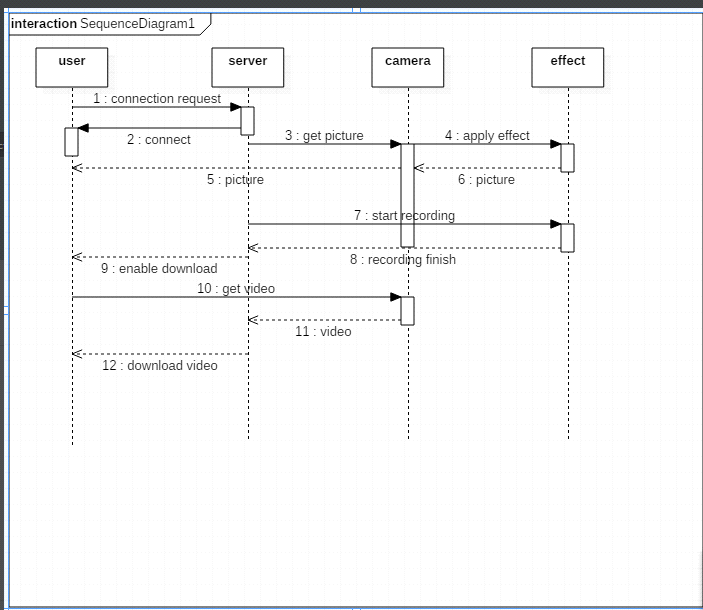 interaction SequenceDiagram1
user
server
camera
effect
1 : connection request
2 : connect
3 : get picture
4 : apply effect
5 : picture
6 : picture
7 : start recording
8 : recording finish
9 : enable download
10 : get video
11 : video
12 : download video